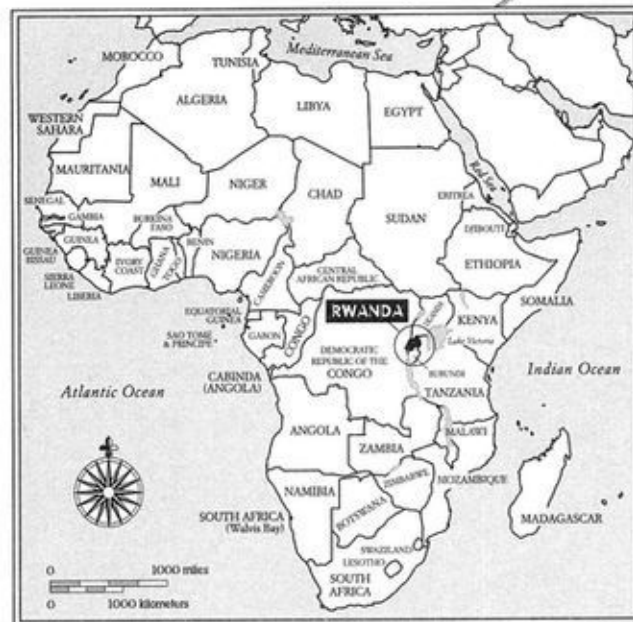 Mediterranean Sea
MOROCCO
TUNISIA
ALGERIA
LIBYA
EGYPT
WESTERN
SAHARA
Red Sea
MAURITANIA
MALI
NIGER
CHAD
SUDAN
ERITREA
SENEGAL
GAMBIA
BURKINA
FASO
DJIBOUTI
GUINEA
GUINEA
BISSAU
IVORY
COAST
GHANA
TOGO
BENIN
NIGERIA
SIERRA
LEONE
LIBERIA
CAMEROON
CENTRAL
AFRICAN REPUBLIC
ETHIOPIA
SOMALIA
EQUATORIAL
GUINEA
RWANDA
UGANDA
KENYA
SAO TOME
& PRINCIPE
GABON
CONGO
Lake Victoria
DEMOCRATIC
REPUBLIC OF THE
CONGO
BURUNDI
TANZANIA
Indian Ocean
Atlantic Ocean
CABINDA
(ANGOLA)
ANGOLA
ZAMBIA
MALAWI
NAMIBIA
ZIMBABWE
MOZAMBIQUE
BOTSWANA
MADAGASCAR
SOUTH AFRICA
(Walvis Bay)
SWAZILAND
LESOTHO
SOUTH
AFRICA
0 1000 miles
0 1000 kilometers